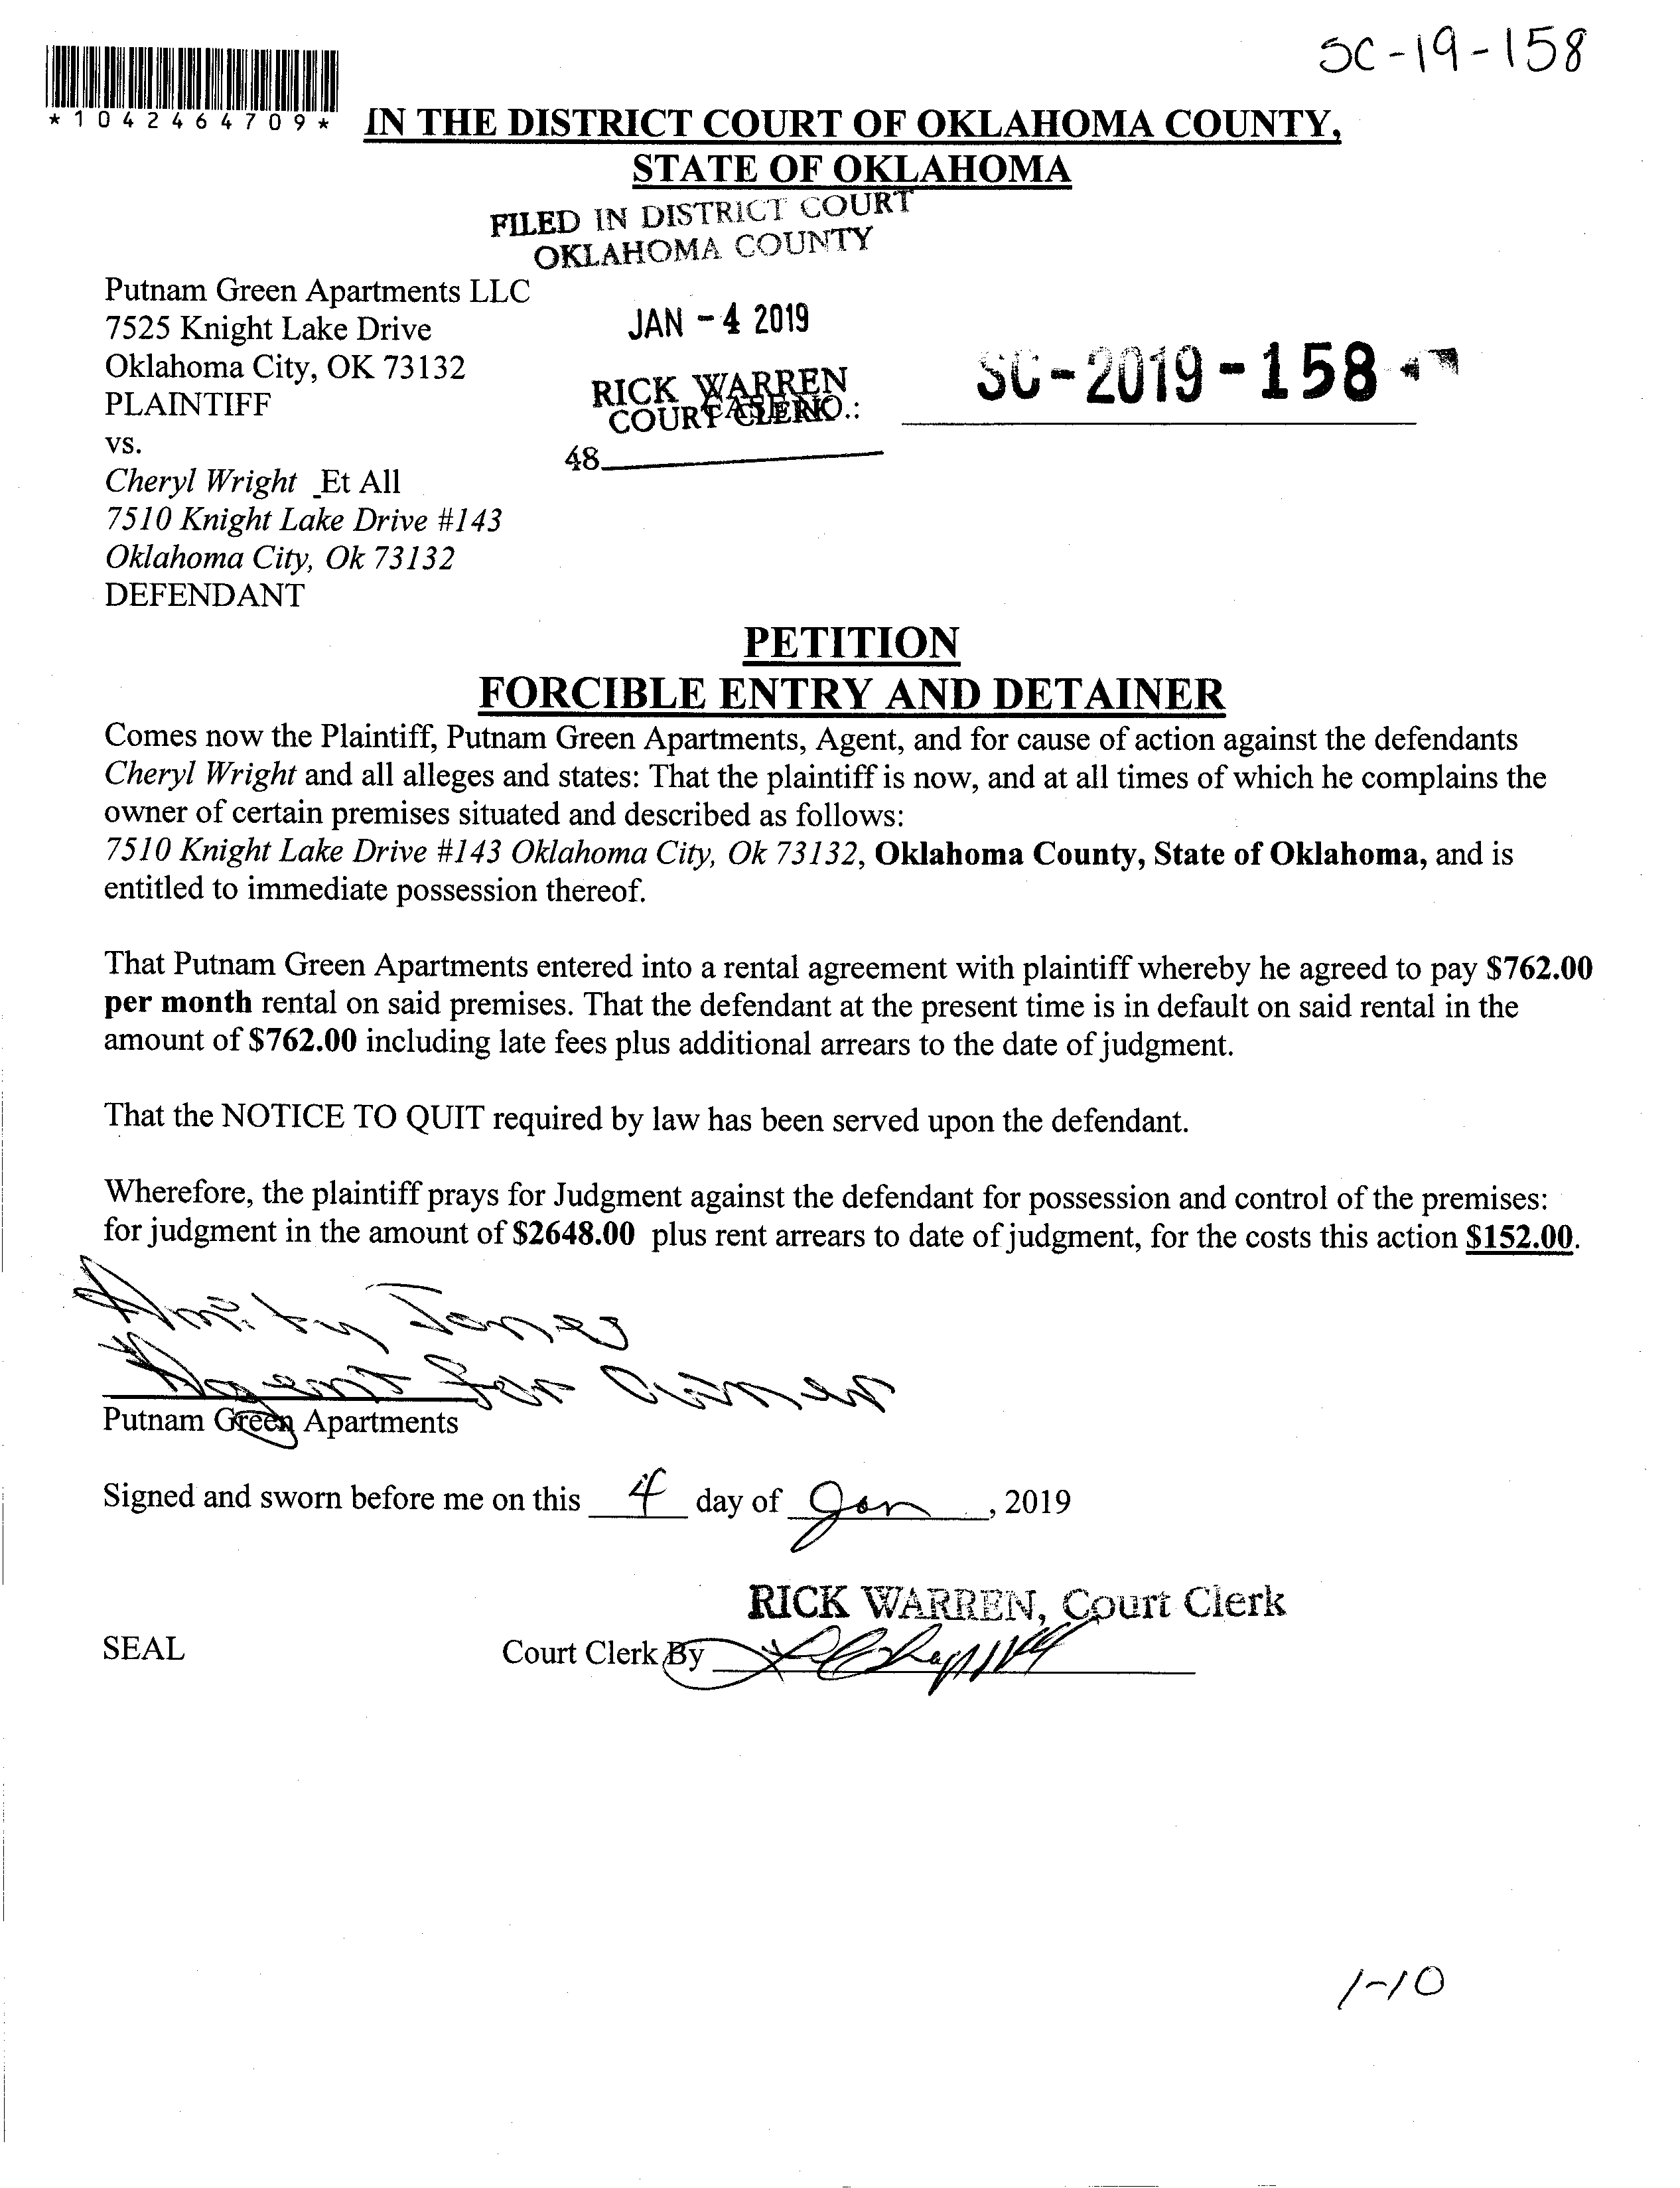 SC-19-158
*1042464709*
IN THE DISTRICT COURT OF OKLAHOMA COUNTY,
STATE OF OKLAHOMA
FILED IN DISTRICT COURT
OKLAHOMA COUNTY
Putnam Green Apartments LLC
7525 Knight Lake Drive
Oklahoma City, OK 73132
PLAINTIFF
vs.
Cheryl Wright _Et All
7510 Knight Lake Drive #143
Oklahoma City, Ok 73132
DEFENDANT
JAN -4 2019
RICK WARREN
COURT CLERK
48
CASE NO.:
SC-2019-158
PETITION
FORCIBLE ENTRY AND DETAINER
Comes now the Plaintiff, Putnam Green Apartments, Agent, and for cause of action against the defendants
Cheryl Wright and all alleges and states: That the plaintiff is now, and at all times of which he complains the
owner of certain premises situated and described as follows:
7510 Knight Lake Drive #143 Oklahoma City, Ok 73132, Oklahoma County, State of Oklahoma, and is
entitled to immediate possession thereof.
That Putnam Green Apartments entered into a rental agreement with plaintiff whereby he agreed to pay $762.00
per month rental on said premises. That the defendant at the present time is in default on said rental in the
amount of $762.00 including late fees plus additional arrears to the date of judgment.
That the NOTICE TO QUIT required by law has been served upon the defendant.
Wherefore, the plaintiff prays for Judgment against the defendant for possession and control of the premises:
for judgment in the amount of $2648.00 plus rent arrears to date of judgment, for the costs this action $152.00.
Amity Jones
Agent for Owner
Putnam Green Apartments
Signed and sworn before me on this 4 day of Jan, 2019
RICK WARREN, Court Clerk
SEAL
Court Clerk By
1-10